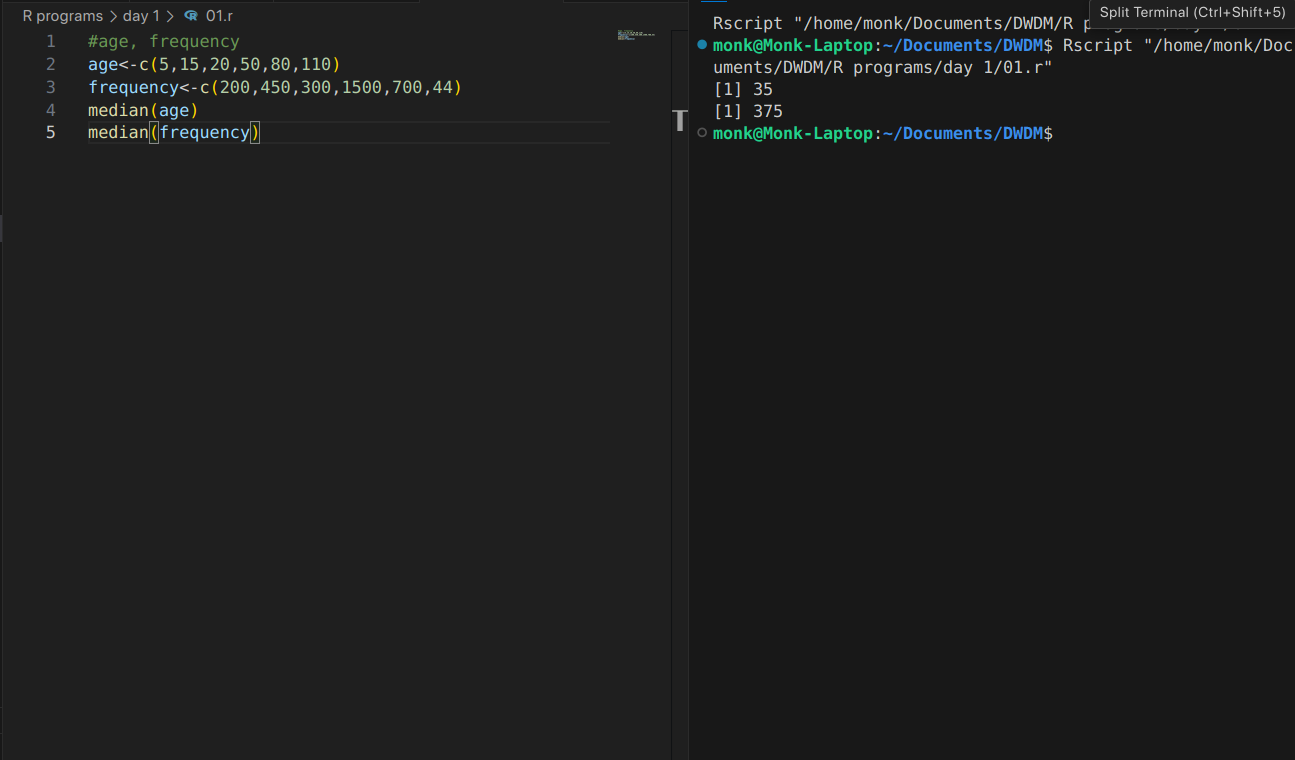 R programs > day 1 > 01.r
1 #age, frequency
2 age<-c(5,15,20,50,80,110)
3 frequency<-c(200,450,300,1500,700,44)
4 median(age)
5 median(frequency)
T
Split Terminal (Ctrl+Shift+5)
Rscript "/home/monk/Documents/DWDM/R
monk@Monk-Laptop:~/Documents/DWDM$ Rscript "/home/monk/Doc
uments/DWDM/R programs/day 1/01.r"
[1] 35
[1] 375
monk@Monk-Laptop:~/Documents/DWDM$